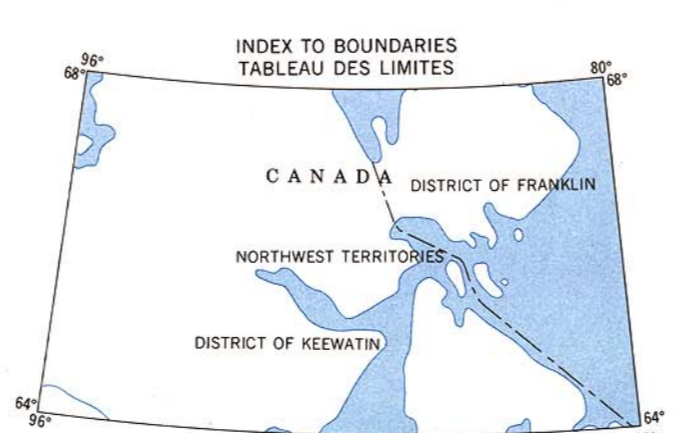 INDEX TO BOUNDARIES
TABLEAU DES LIMITES
96°
80°
68°
68°
CANADA
DISTRICT OF FRANKLIN
NORTHWEST TERRITORIES
DISTRICT OF KEEWATIN
64°
64°
96°